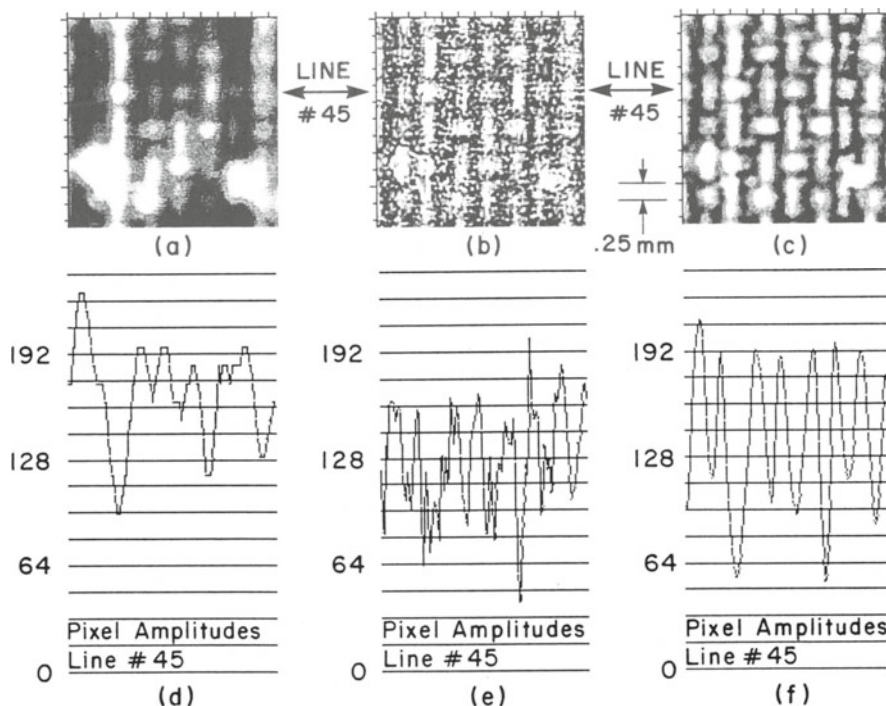 LINE
#45
LINE
#45
.25 mm
(a)
(b)
(c)
192
128
64
0
Pixel Amplitudes
Line #45
(d)
192
128
64
0
Pixel Amplitudes
Line #45
(e)
192
128
64
0
Pixel Amplitudes
Line #45
(f)